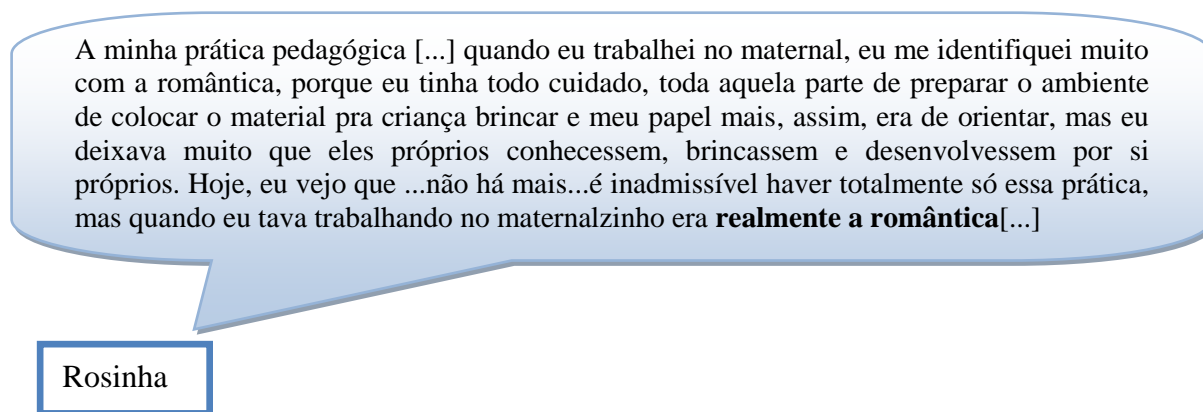 A minha prática pedagógica [...] quando eu trabalhei no maternal, eu me identifiquei muito
com a romântica, porque eu tinha todo cuidado, toda aquela parte de preparar o ambiente
de colocar o material pra criança brincar e meu papel mais, assim, era de orientar, mas eu
deixava muito que eles próprios conhecessem, brincassem e desenvolvessem por si
próprios. Hoje, eu vejo que ...não há mais...é inadmissível haver totalmente só essa prática,
mas quando eu tava trabalhando no maternalzinho era realmente a romântica[...]
Rosinha